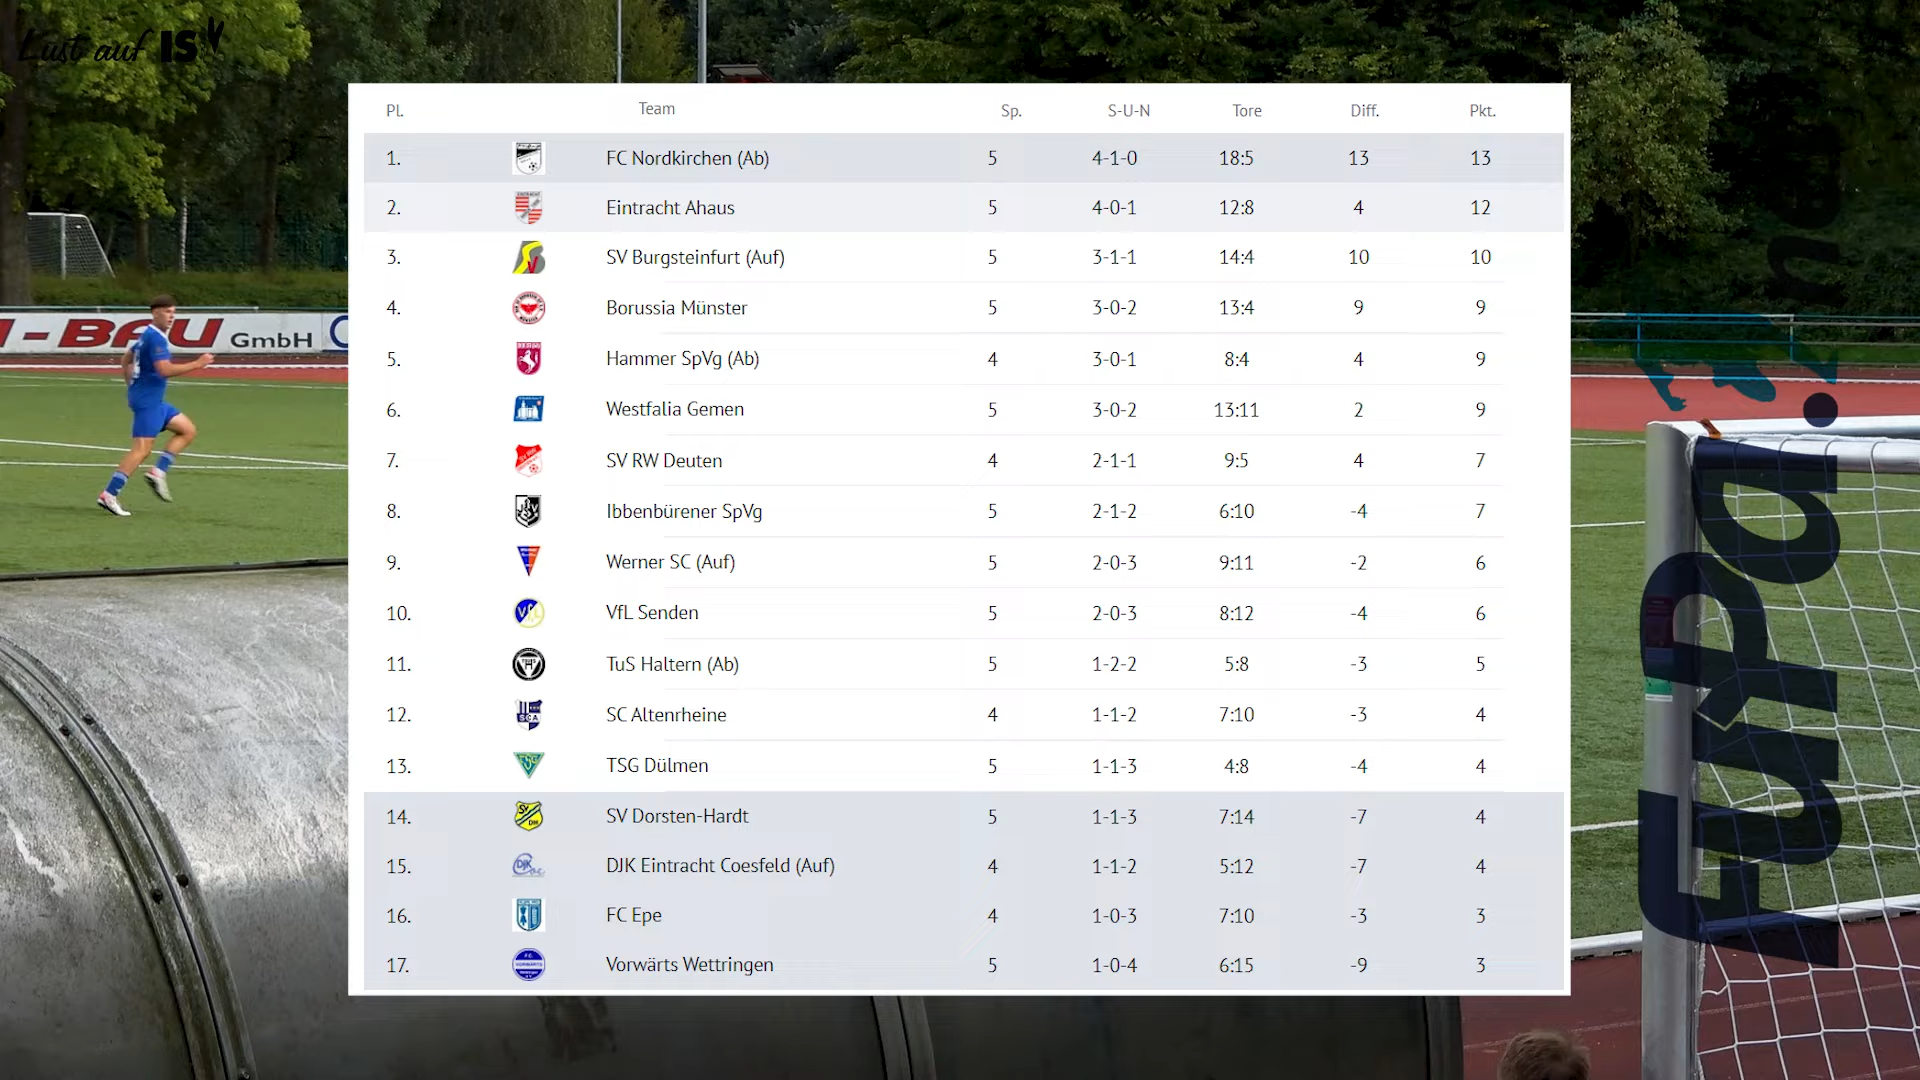 Lust auf ISV
Pl. Team Sp. S-U-N Tore Diff. Pkt.
1. FC Nordkirchen (Ab) 5 4-1-0 18:5 13 13
2. Eintracht Ahaus 5 4-0-1 12:8 4 12
3. SV Burgsteinfurt (Auf) 5 3-1-1 14:4 10 10
4. Borussia Münster 5 3-0-2 13:4 9 9
5. Hammer SpVg (Ab) 4 3-0-1 8:4 4 9
6. Westfalia Gemen 5 3-0-2 13:11 2 9
7. SV RW Deuten 4 2-1-1 9:5 4 7
8. Ibbenbürener SpVg 5 2-1-2 6:10 -4 7
9. Werner SC (Auf) 5 2-0-3 9:11 -2 6
10. VfL Senden 5 2-0-3 8:12 -4 6
11. TuS Haltern (Ab) 5 1-2-2 5:8 -3 5
12. SC Altenrheine 4 1-1-2 7:10 -3 4
13. TSG Dülmen 5 1-1-3 4:8 -4 4
14. SV Dorsten-Hardt 5 1-1-3 7:14 -7 4
15. DJK Eintracht Coesfeld (Auf) 4 1-1-2 5:12 -7 4
16. FC Epe 4 1-0-3 7:10 -3 3
17. Vorwärts Wettringen 5 1-0-4 6:15 -9 3
-BAU GmbH
FuPa.ne